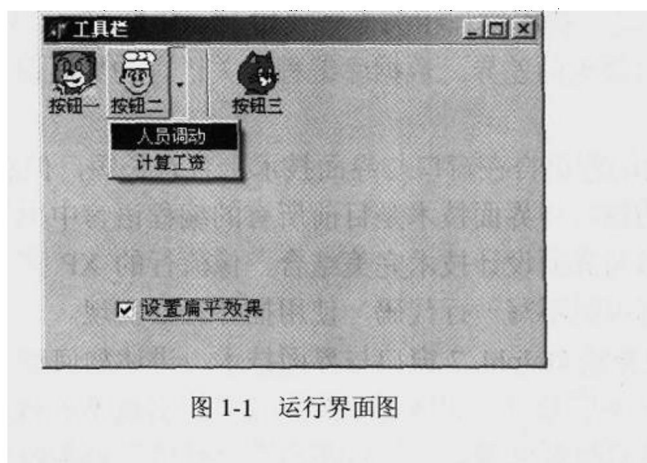 工具栏
按钮一 按钮二 按钮三
人员调动
计算工资
设置扁平效果
图 1-1 运行界面图